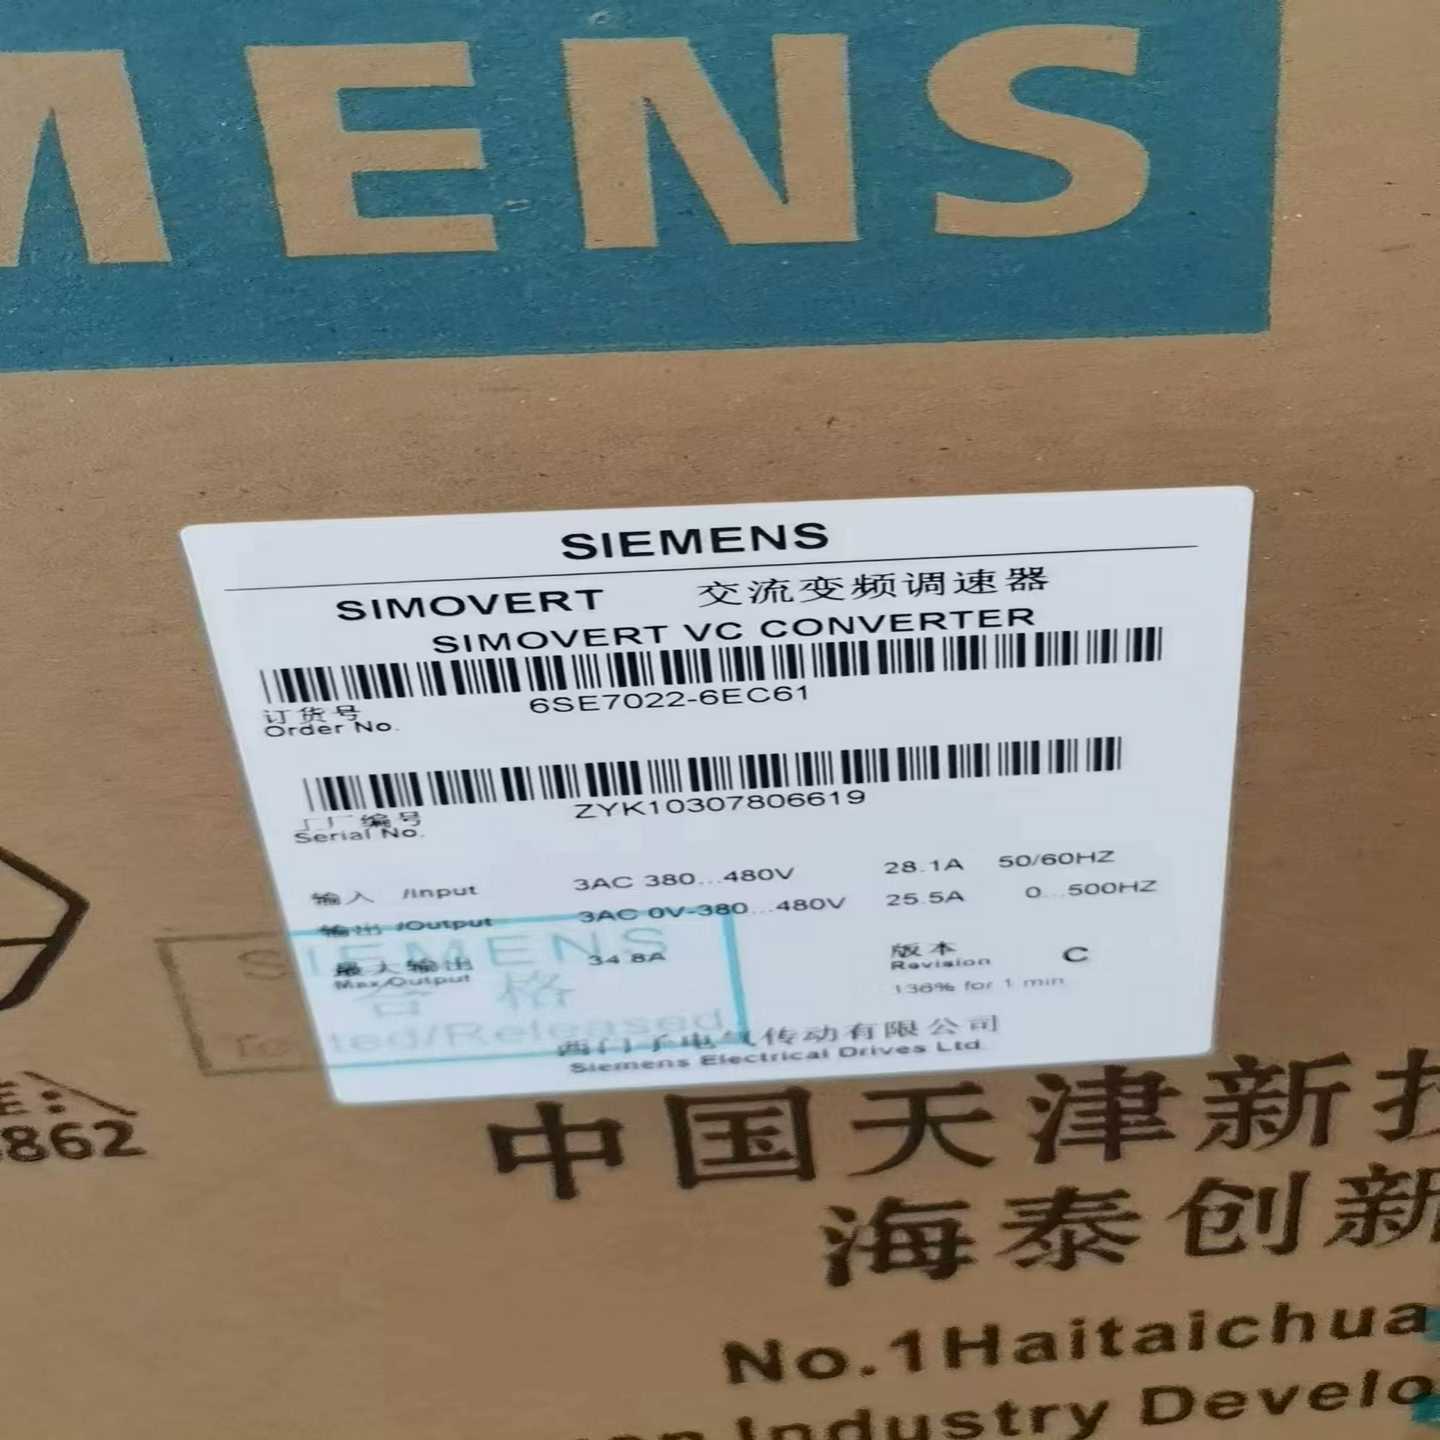 EMENS
SIEMENS
SIMOVERT 交流变频调速器
SIMOVERT VC CONVERTER
6SE7022-6EC61
订货号
Order No.
ZYK10307806619
工厂编号
Serial No.
输入 /Input 3AC 380...480V 28.1A 50/60HZ
输出 /Output 3AC 0V-380...480V 25.5A 0...500HZ
最大输出 34.8A 版本 C
Max/Output Revision
136% for 1 min
SIEMENS
合格
Tested/Released
西门子电气传动有限公司
Siemens Electrical Drives Ltd.
862
中国天津新技
海泰创新
No.1Haitaichua
Industry Develo